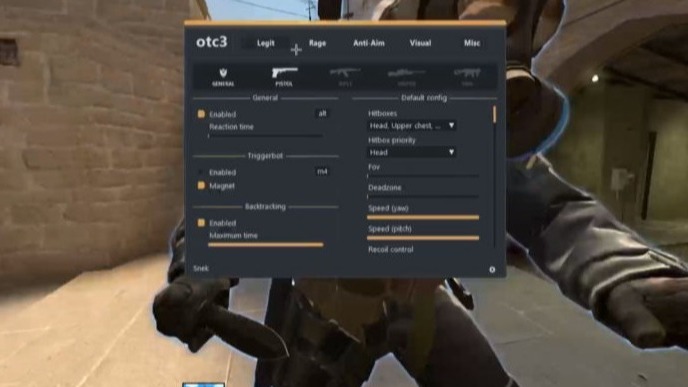 otc3 Legit Rage Anti-Aim Visual Misc
GENERAL PISTOL
General
Enabled alt
Reaction time
Triggerbot
Enabled m4
Magnet
Backtracking
Enabled
Maximum time
Default config
Hitboxes
Head, Upper chest, ...
Hitbox priority
Head
Fov
Deadzone
Speed (yaw)
Speed (pitch)
Recoil control
Snek